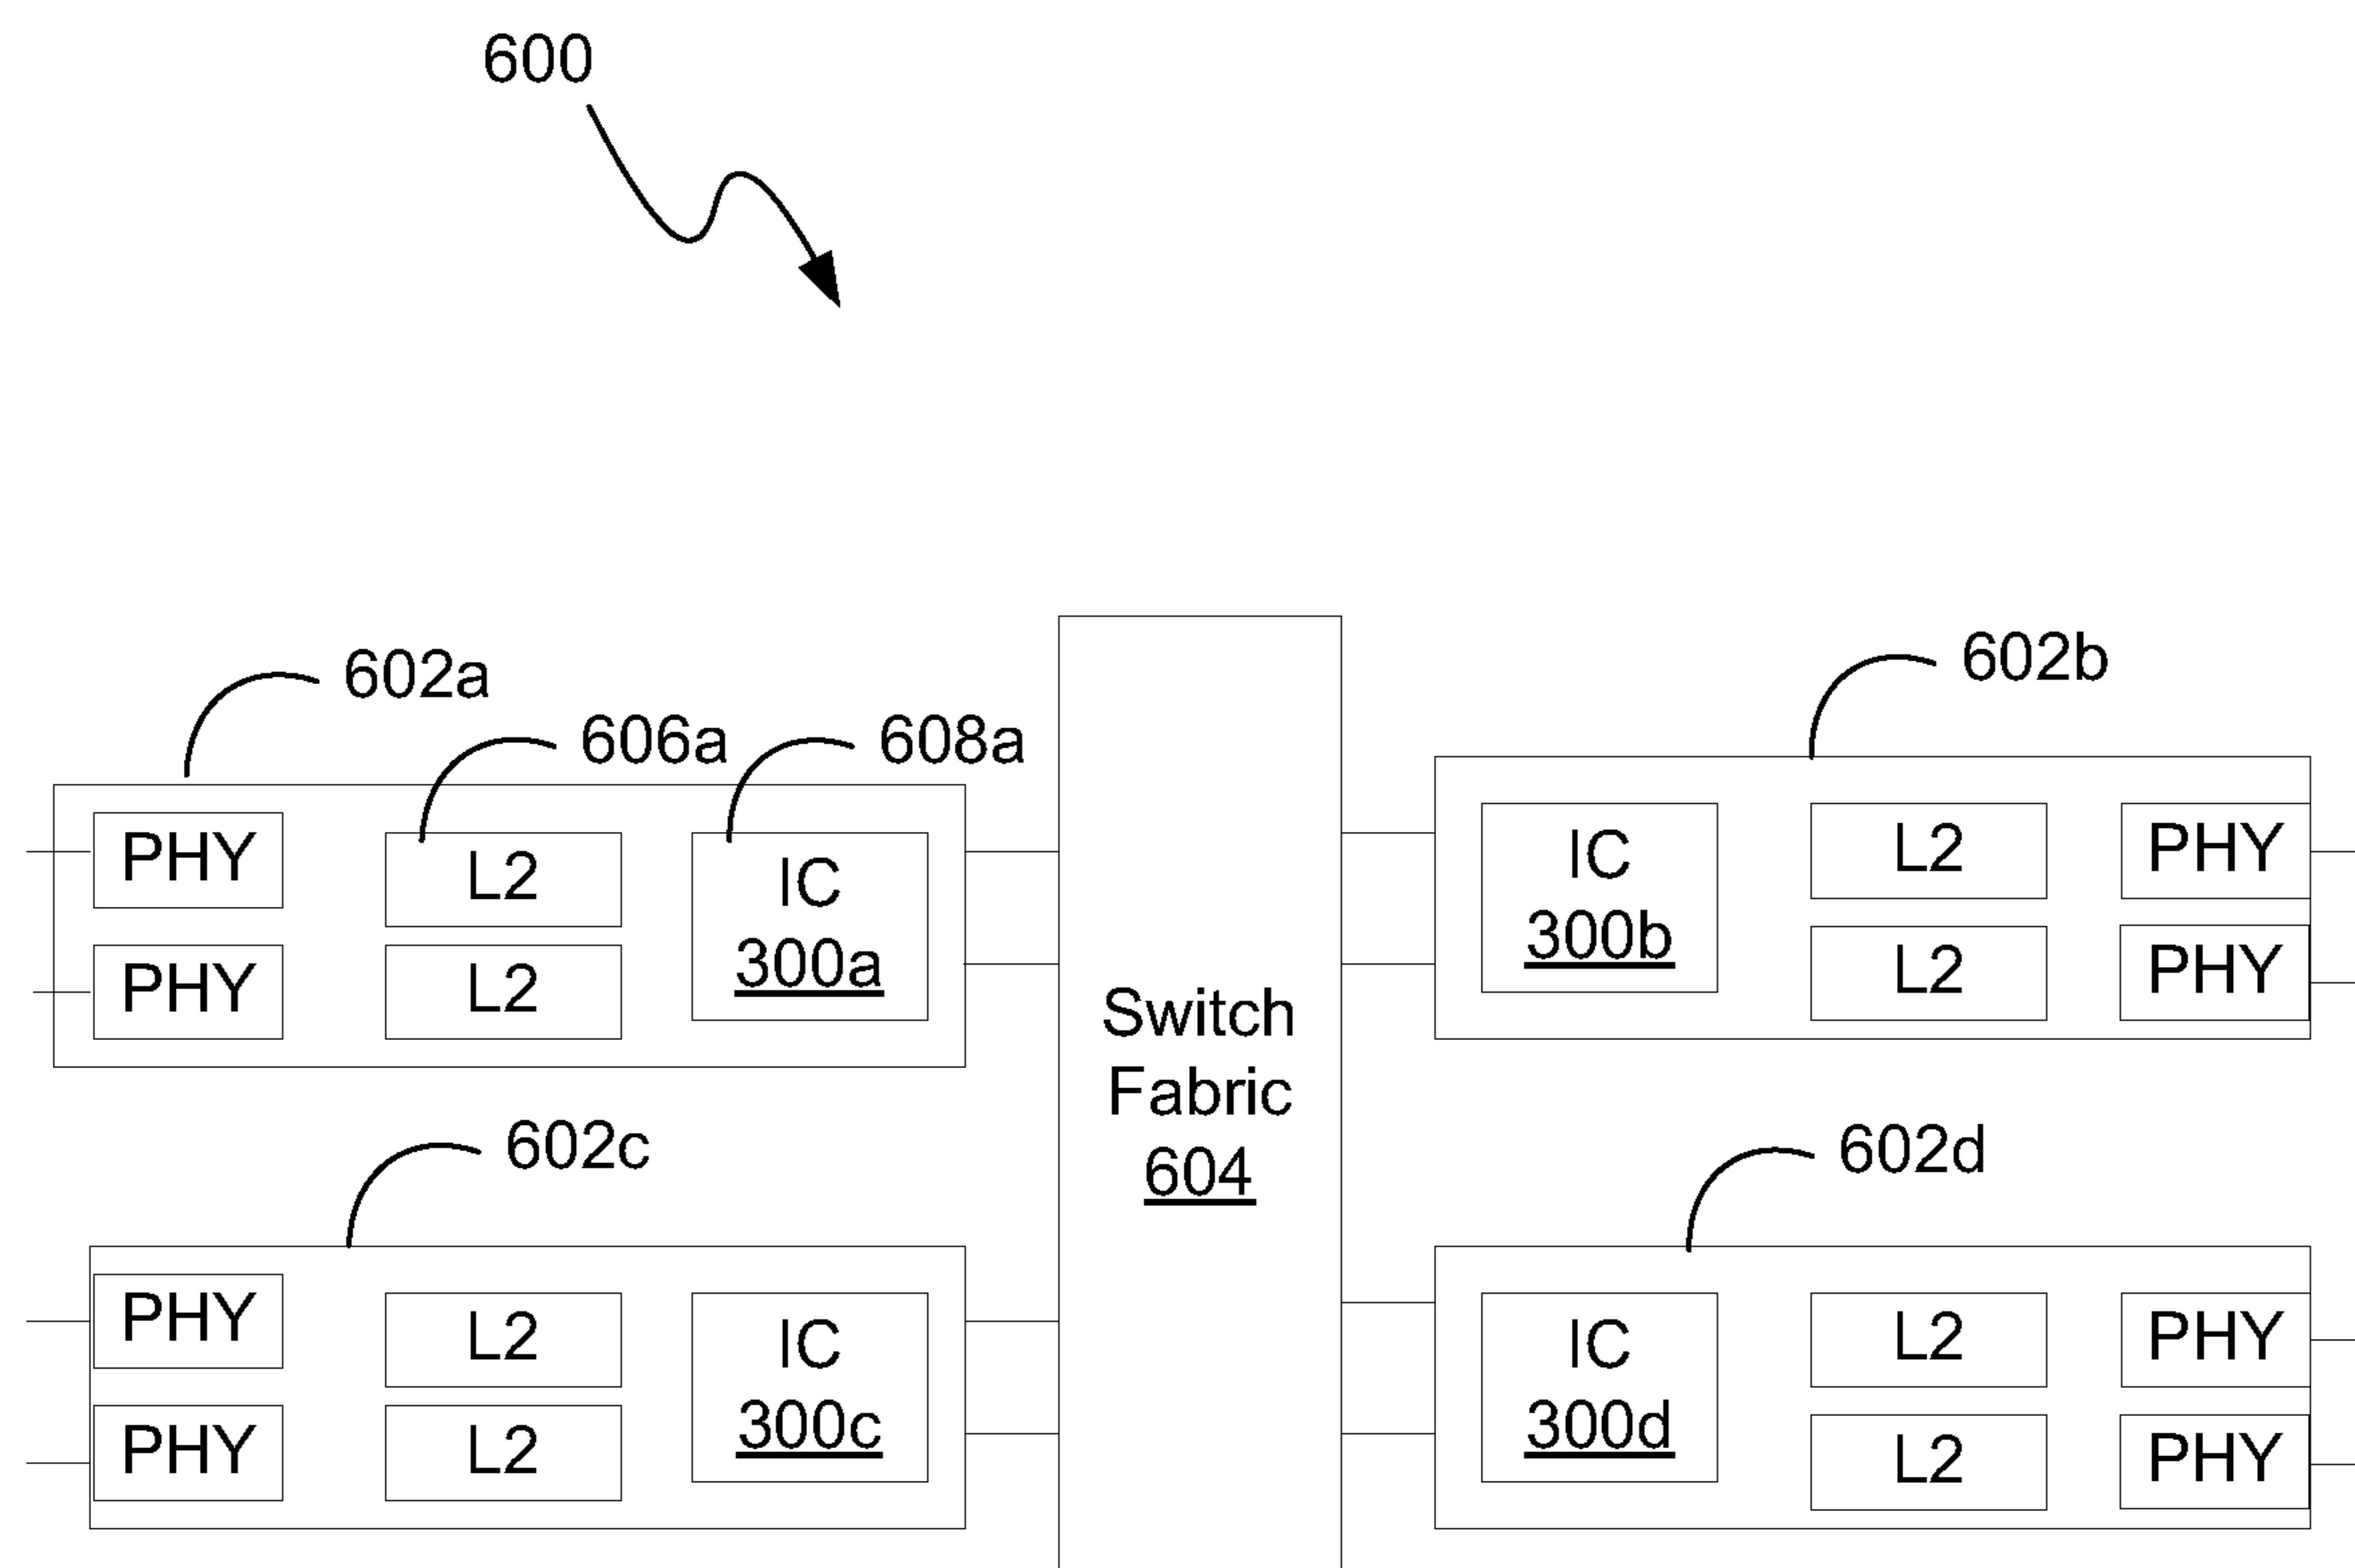 600
602a
606a
608a
602b
PHY
L2
IC
300a
PHY
L2
IC
300b
L2
PHY
L2
PHY
Switch
Fabric
604
602c
602d
PHY
L2
IC
300c
PHY
L2
IC
300d
L2
PHY
L2
PHY